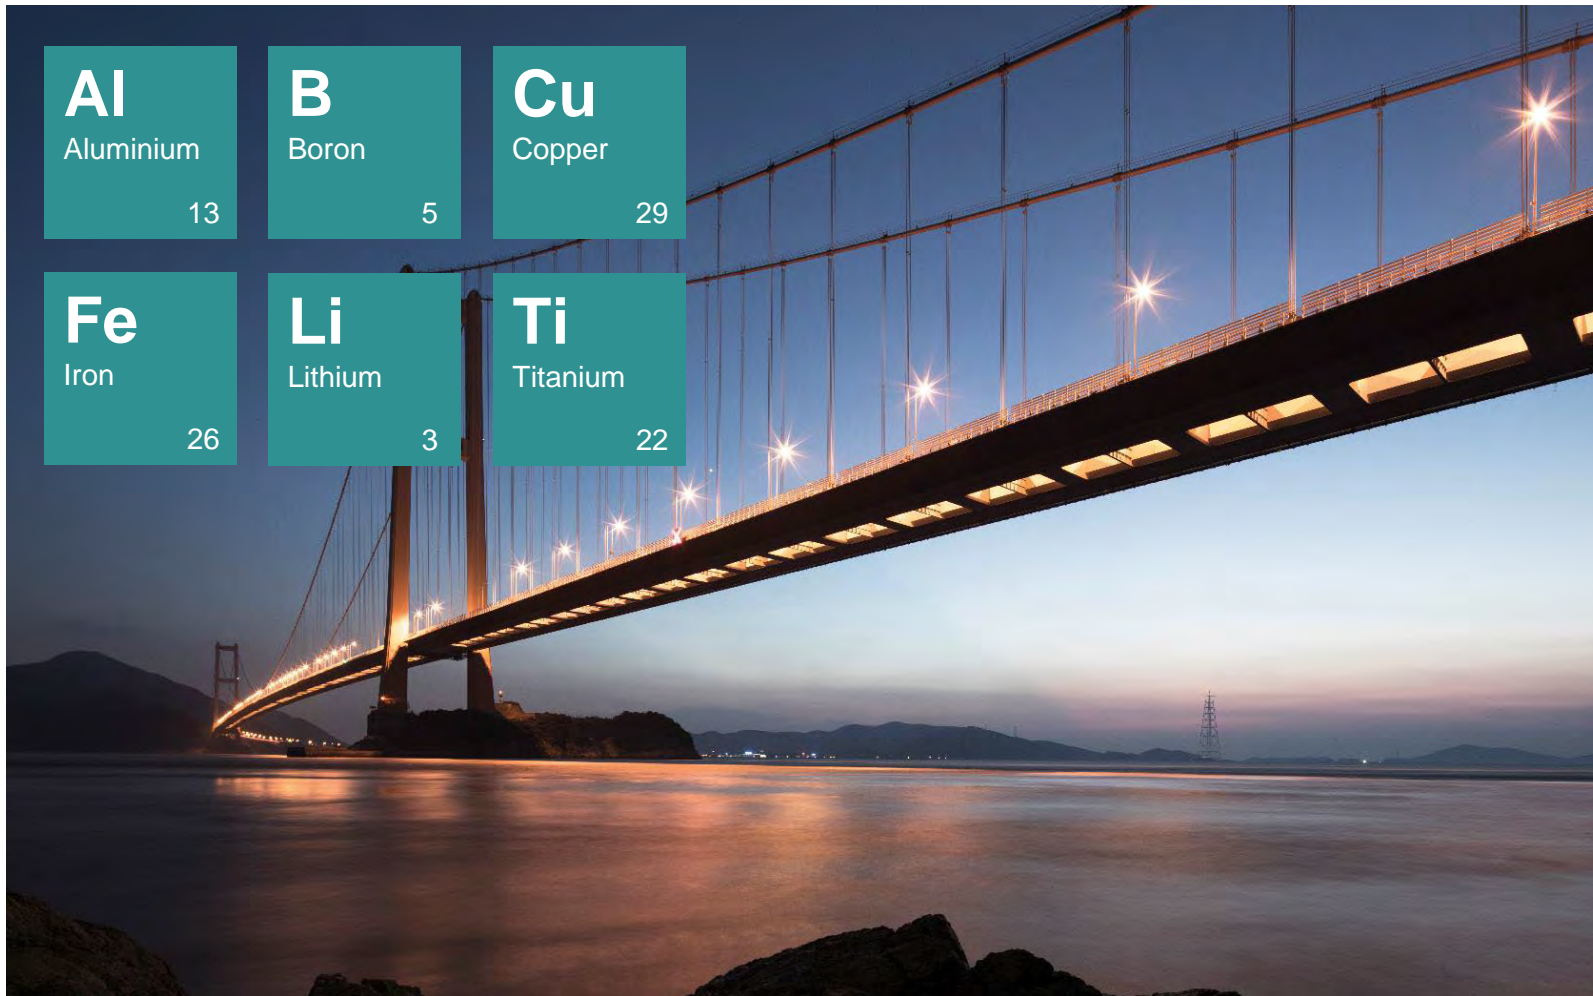 Al
Aluminium
13
B
Boron
5
Cu
Copper
29
Fe
Iron
26
Li
Lithium
3
Ti
Titanium
22